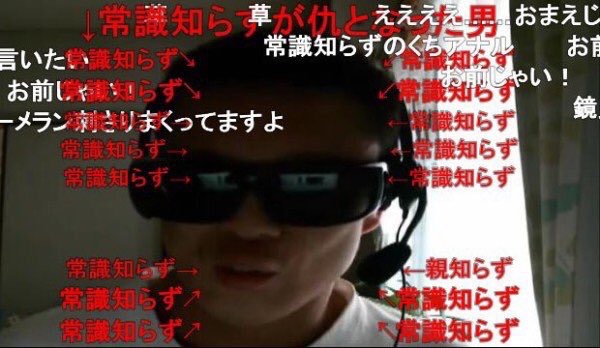 ↓常識知らずが仇となった男
草 ええええ……おまえじ
常識知らずのくちアナル お前
言いたい 常識知らず↘
お前じゃい!
お前じゃい! 常識知らず↘ ↙常識知らず
ーメラン刺さりまくってますよ ←常識知らず 鏡
常識知らず→ ←常識知らず
常識知らず→ ←常識知らず
常識知らず→ ←親知らず
常識知らず↗ ↖常識知らず
常識知らず↗ ↖常識知らず